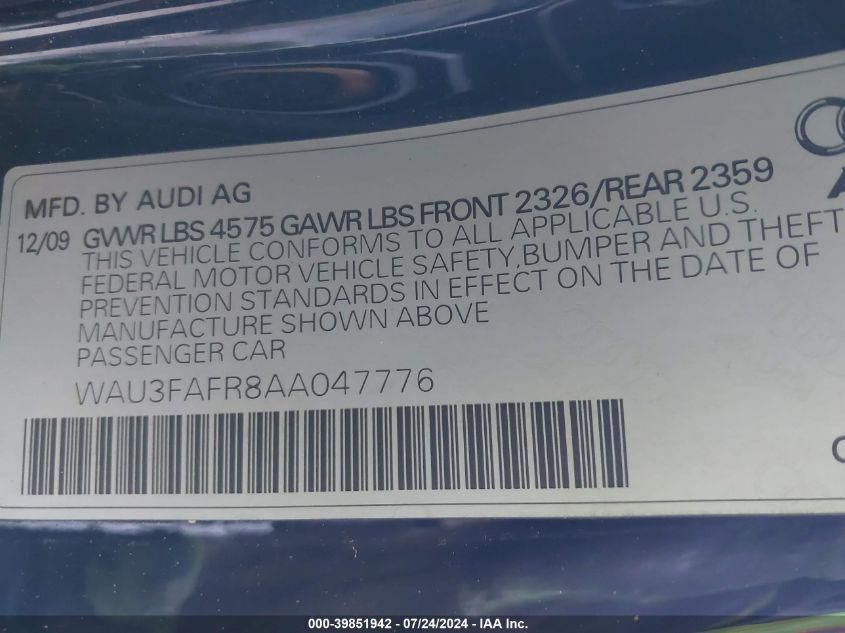 MFD. BY AUDI AG
12/09 GVWR LBS 4575 GAWR LBS FRONT 2326/REAR 2359
THIS VEHICLE CONFORMS TO ALL APPLICABLE U.S.
FEDERAL MOTOR VEHICLE SAFETY,BUMPER AND THEFT
PREVENTION STANDARDS IN EFFECT ON THE DATE OF
MANUFACTURE SHOWN ABOVE
PASSENGER CAR
WAU3FAFR8AA047776
000-39851942 - 07/24/2024 - IAA Inc.